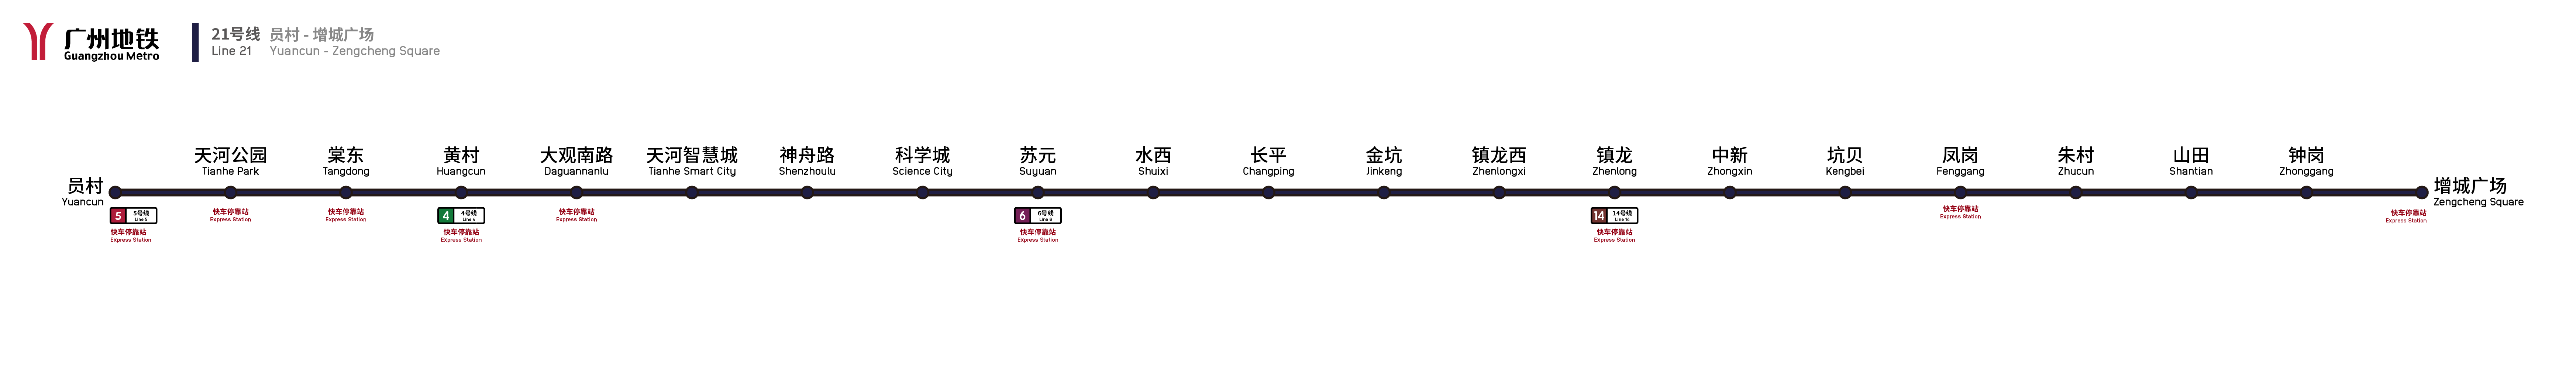 广州地铁
Guangzhou Metro
21号线 员村 - 增城广场
Line 21 Yuancun - Zengcheng Square
员村
Yuancun
5 5号线
Line 5
快车停靠站
Express Station
天河公园
Tianhe Park
快车停靠站
Express Station
棠东
Tangdong
快车停靠站
Express Station
黄村
Huangcun
4 4号线
Line 4
快车停靠站
Express Station
大观南路
Daguannanlu
快车停靠站
Express Station
天河智慧城
Tianhe Smart City
神舟路
Shenzhoulu
科学城
Science City
苏元
Suyuan
6 6号线
Line 6
快车停靠站
Express Station
水西
Shuixi
长平
Changping
金坑
Jinkeng
镇龙西
Zhenlongxi
镇龙
Zhenlong
14 14号线
Line 14
快车停靠站
Express Station
中新
Zhongxin
坑贝
Kengbei
凤岗
Fenggang
快车停靠站
Express Station
朱村
Zhucun
山田
Shantian
钟岗
Zhonggang
增城广场
Zengcheng Square
快车停靠站
Express Station